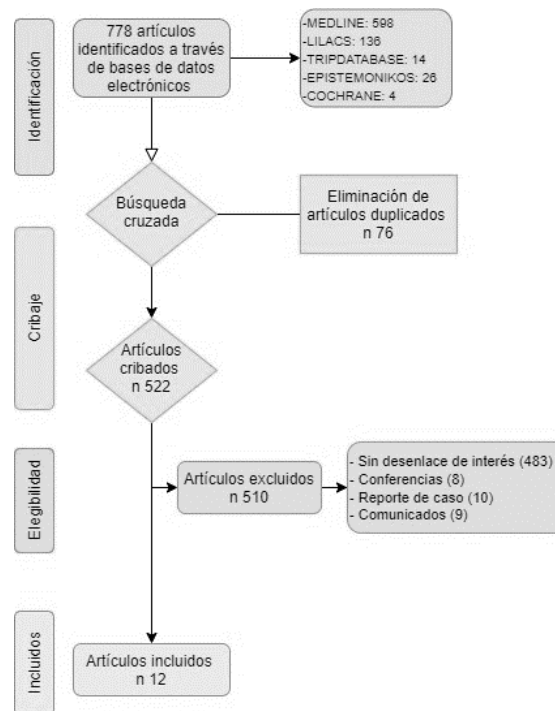 Identificación
778 artículos
identificados a través
de bases de datos
electrónicos
-MEDLINE: 598
-LILACS: 136
-TRIPDATABASE: 14
-EPISTEMONIKOS: 26
-COCHRANE: 4
Búsqueda
cruzada
Eliminación de
artículos duplicados
n 76
Cribaje
Artículos
cribados
n 522
Elegibilidad
Artículos excluidos
n 510
- Sin desenlace de interés (483)
- Conferencias (8)
- Reporte de caso (10)
- Comunicados (9)
Incluidos
Artículos incluidos
n 12